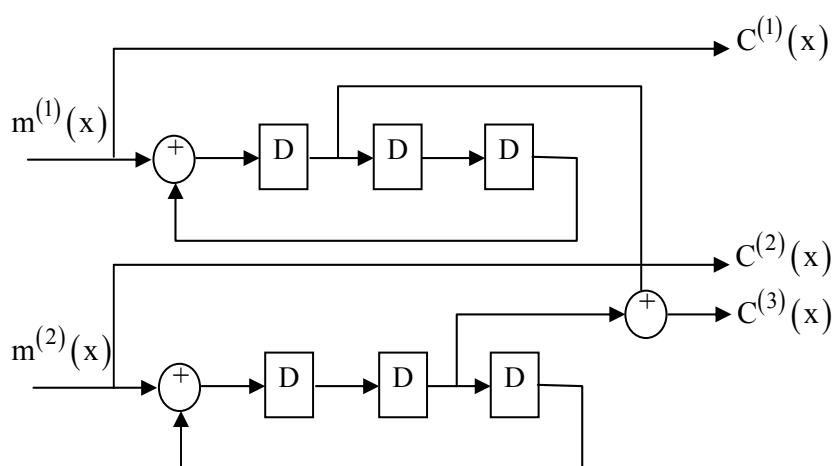 C^(1)(x)
m^(1)(x)
+
D
D
D
C^(2)(x)
+
C^(3)(x)
m^(2)(x)
+
D
D
D